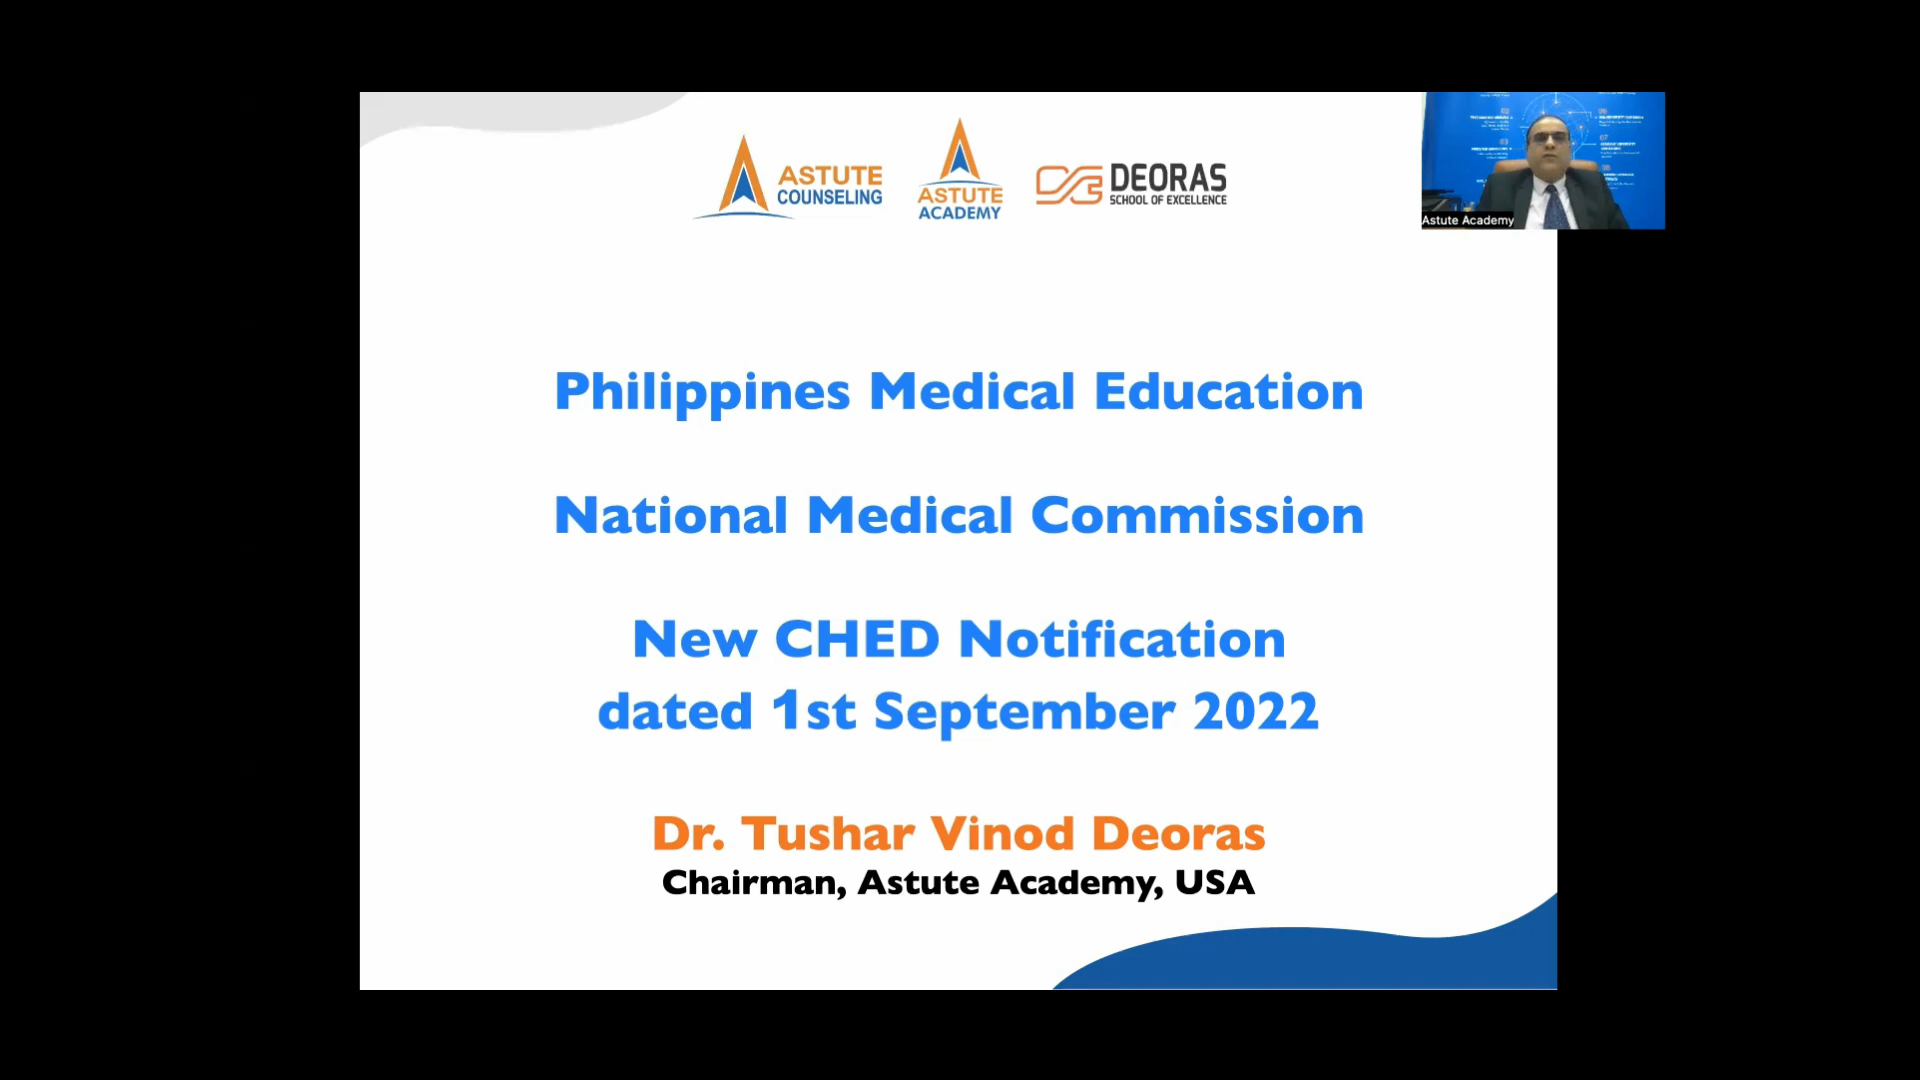 ASTUTE
COUNSELING
ASTUTE
ACADEMY
DEORAS
SCHOOL OF EXCELLENCE
Astute Academy
Philippines Medical Education
National Medical Commission
New CHED Notification
dated 1st September 2022
Dr. Tushar Vinod Deoras
Chairman, Astute Academy, USA